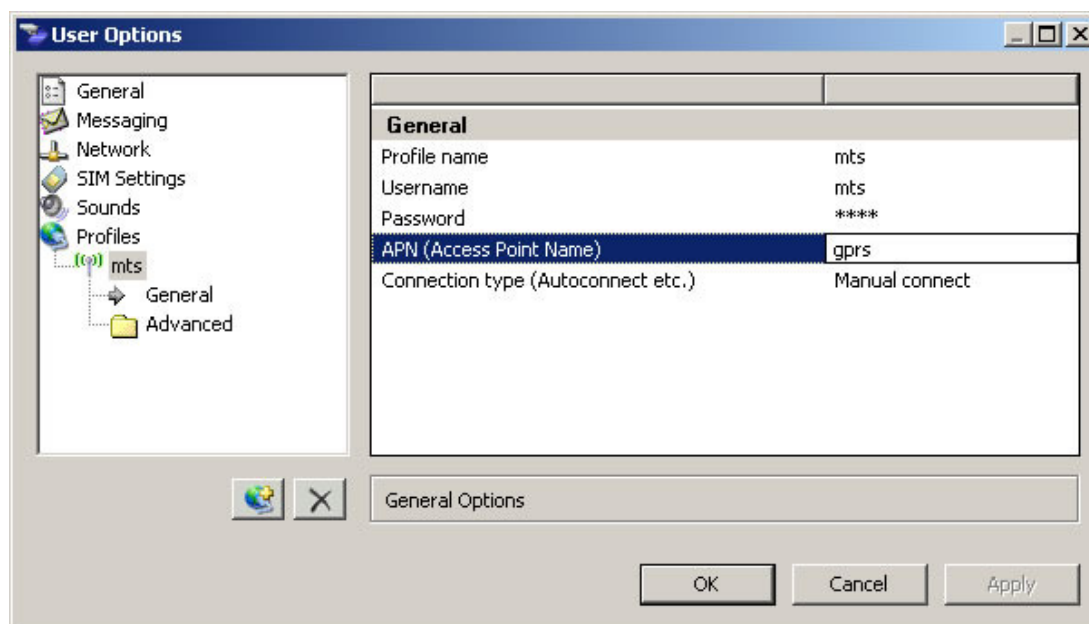 User Options
General
Messaging
Network
SIM Settings
Sounds
Profiles
mts
General
Advanced
General
Profile name mts
Username mts
Password ****
APN (Access Point Name) gprs
Connection type (Autoconnect etc.) Manual connect
General Options
OK Cancel Apply